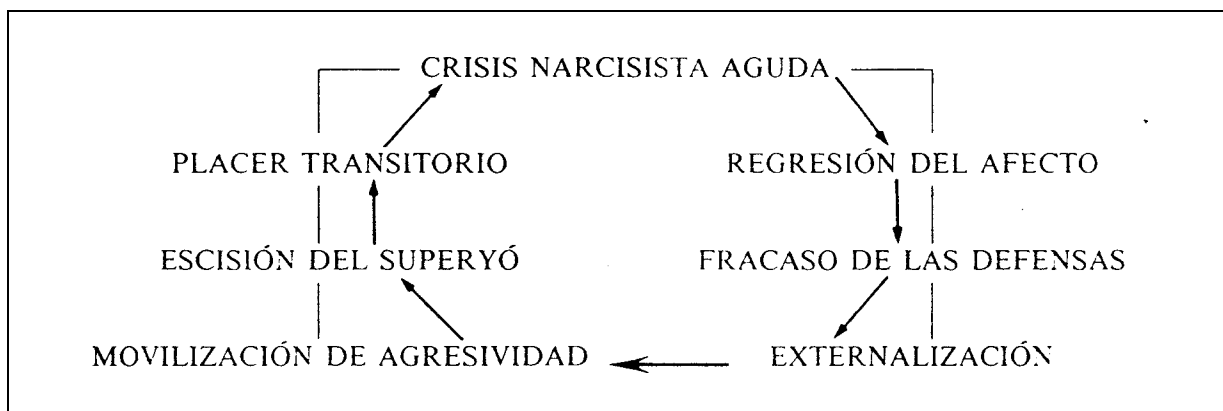 CRISIS NARCISISTA AGUDA
PLACER TRANSITORIO
REGRESIÓN DEL AFECTO
ESCISIÓN DEL SUPERYÓ
FRACASO DE LAS DEFENSAS
MOVILIZACIÓN DE AGRESIVIDAD
EXTERNALIZACIÓN